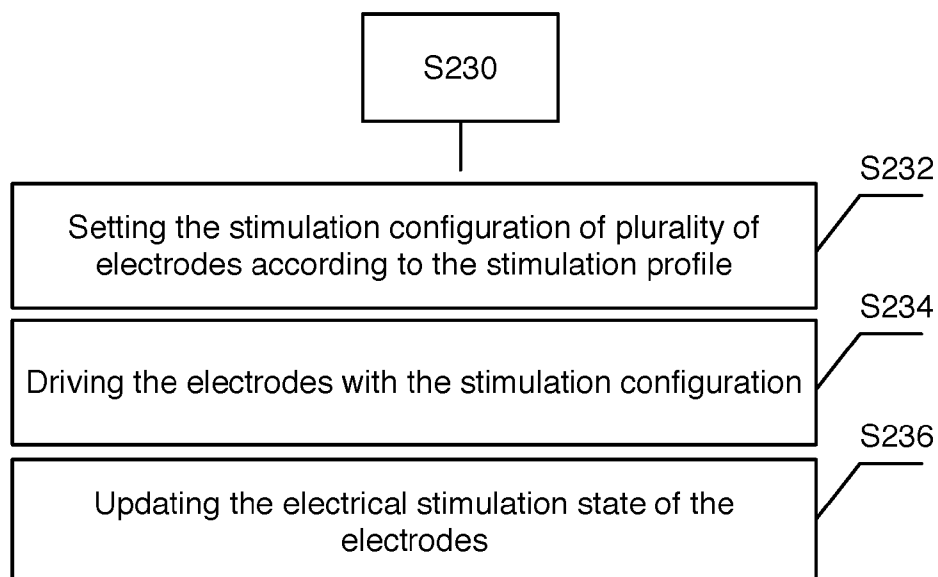 S230
S232
Setting the stimulation configuration of plurality of
electrodes according to the stimulation profile
S234
Driving the electrodes with the stimulation configuration
S236
Updating the electrical stimulation state of the
electrodes